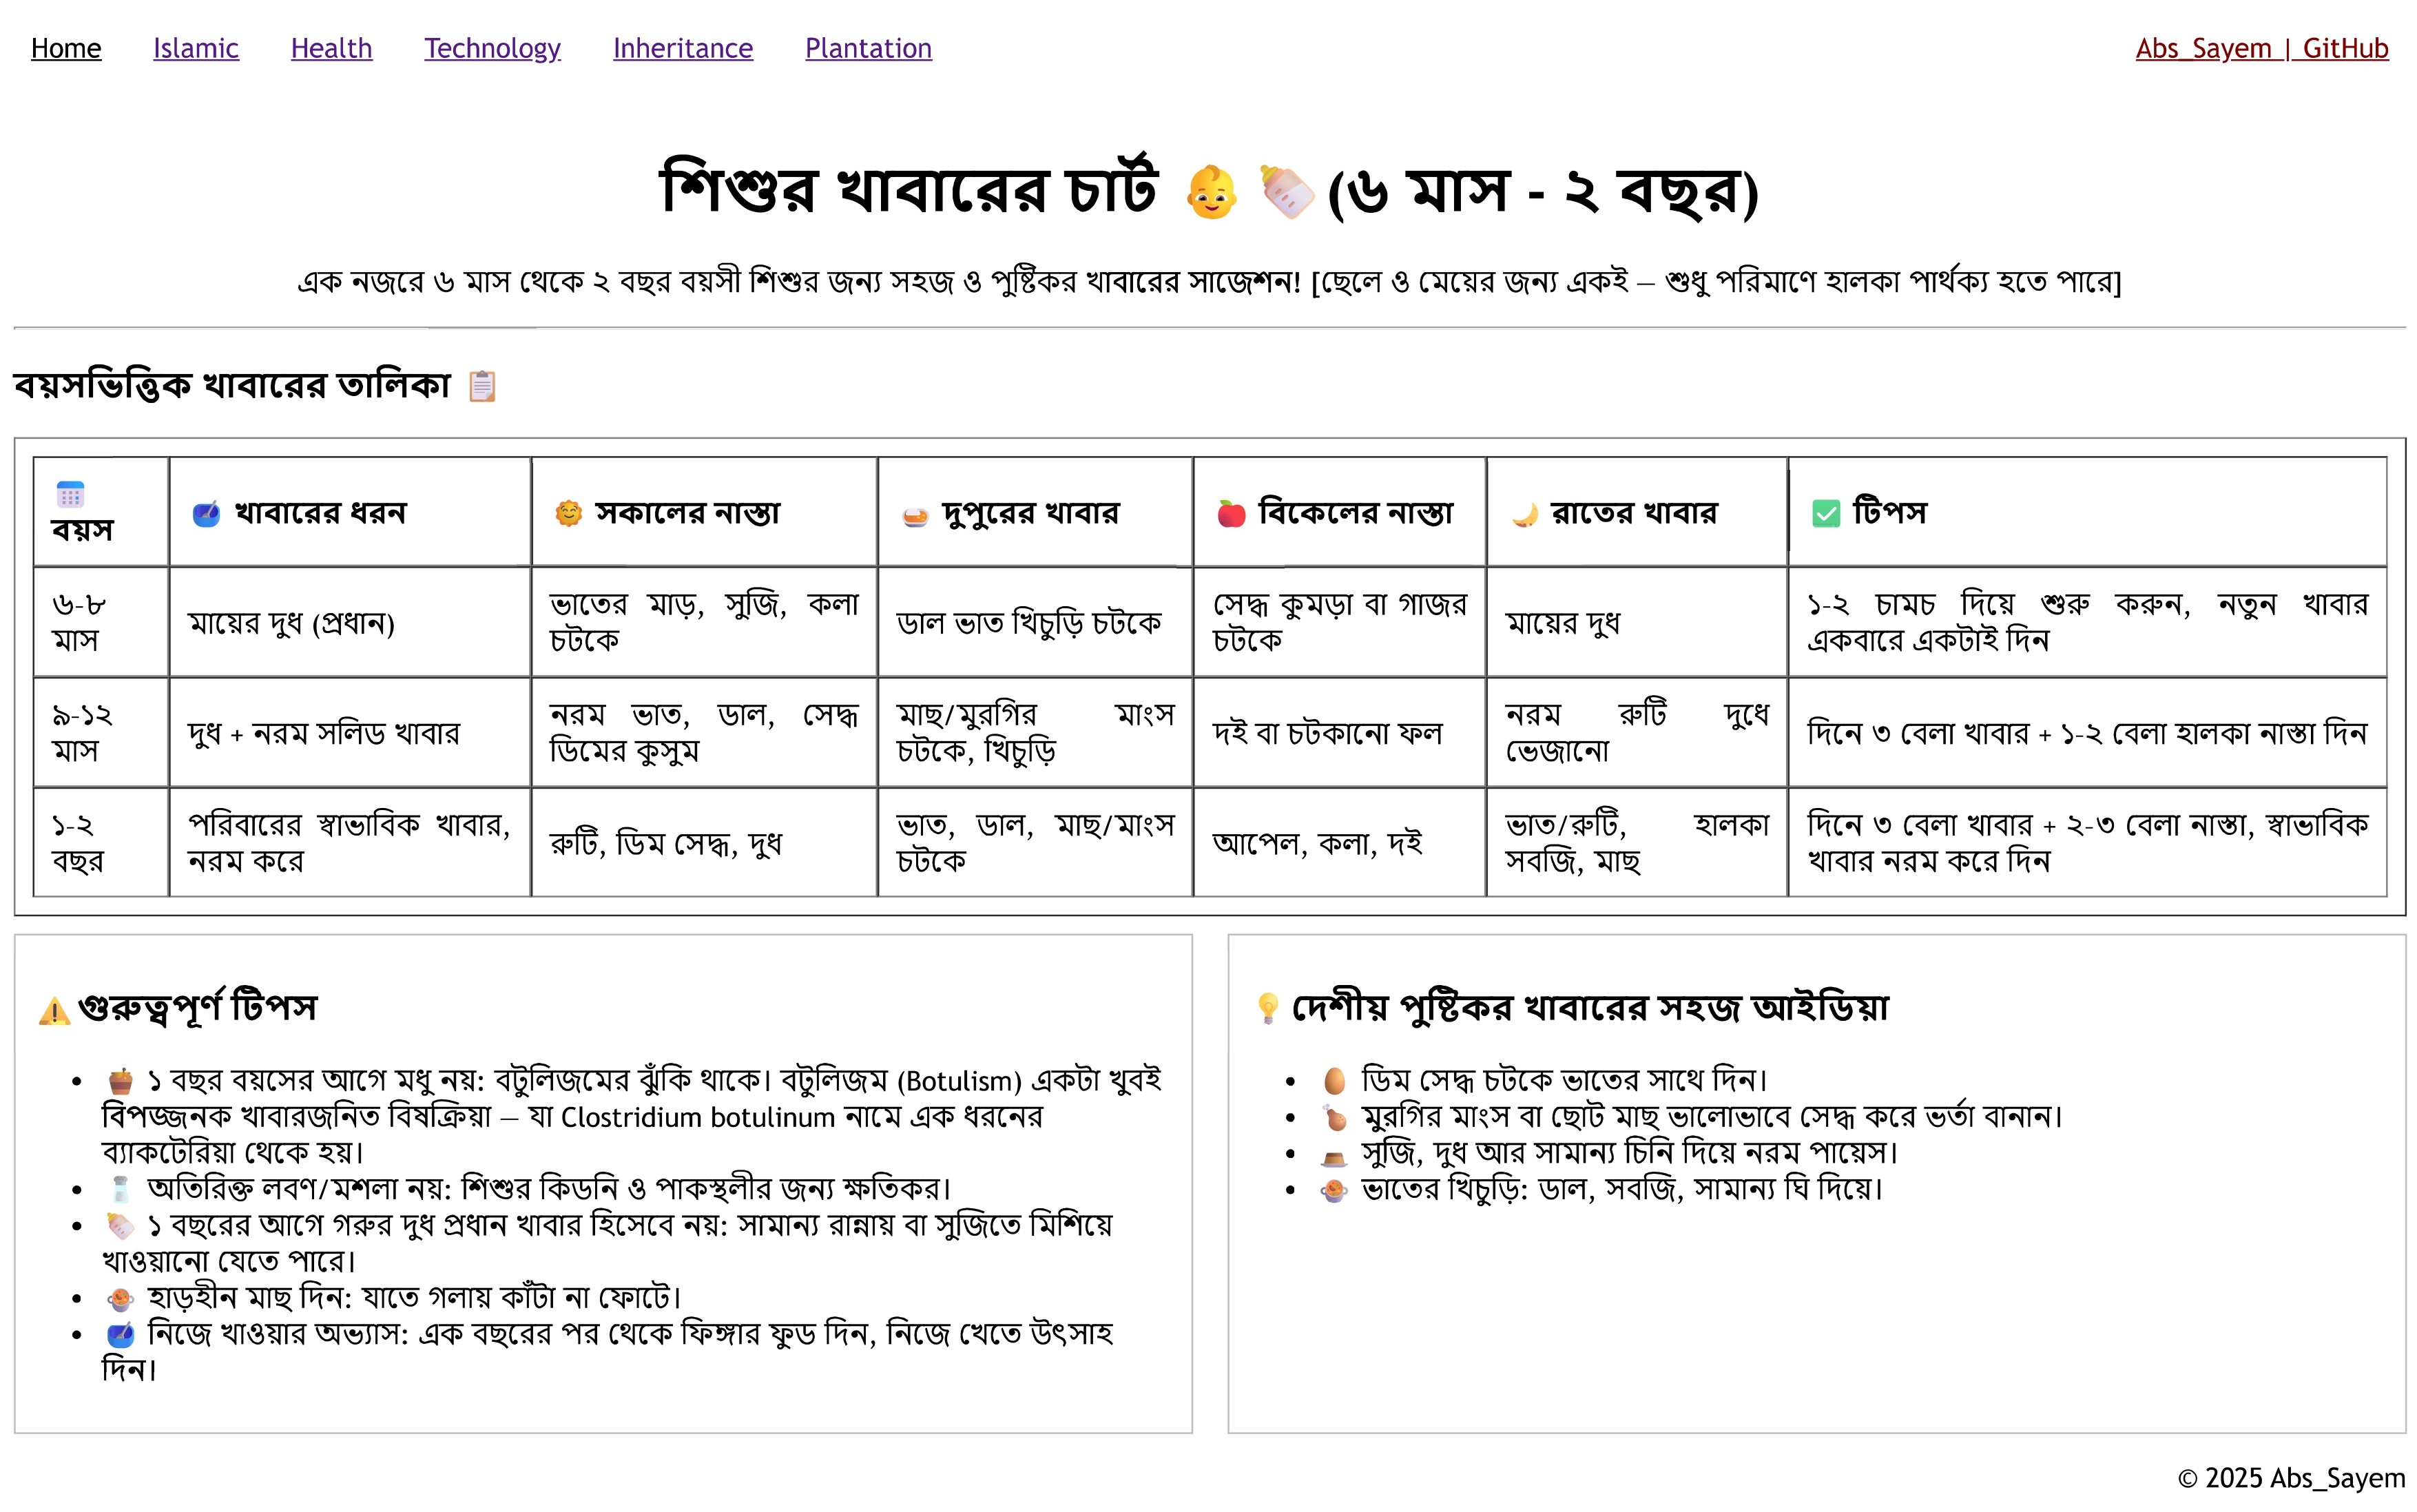 Home Islamic Health Technology Inheritance Plantation Abs_Sayem | GitHub
শিশুর খাবারের চার্ট 👶 🍼 (৬ মাস - ২ বছর)
এক নজরে ৬ মাস থেকে ২ বছর বয়সী শিশুর জন্য সহজ ও পুষ্টিকর খাবারের সাজেশন! [ছেলে ও মেয়ের জন্য একই – শুধু পরিমাণে হালকা পার্থক্য হতে পারে]
বয়সভিত্তিক খাবারের তালিকা 📋
📅 বয়স
🥣 খাবারের ধরন
🌞 সকালের নাস্তা
🍛 দুপুরের খাবার
🍎 বিকেলের নাস্তা
🌙 রাতের খাবার
✅ টিপস
৬-৮
মাস
মায়ের দুধ (প্রধান)
ভাতের মাড়, সুজি, কলা
চটকে
ডাল ভাত খিচুড়ি চটকে
সেদ্ধ কুমড়া বা গাজর
চটকে
মায়ের দুধ
১-২ চামচ দিয়ে শুরু করুন, নতুন খাবার
একবারে একটাই দিন
৯-১২
মাস
দুধ + নরম সলিড খাবার
নরম ভাত, ডাল, সেদ্ধ
ডিমের কুসুম
মাছ/মুরগির মাংস
চটকে, খিচুড়ি
দই বা চটকানো ফল
নরম রুটি দুধে
ভেজানো
দিনে ৩ বেলা খাবার + ১-২ বেলা হালকা নাস্তা দিন
১-২
বছর
পরিবারের স্বাভাবিক খাবার,
নরম করে
রুটি, ডিম সেদ্ধ, দুধ
ভাত, ডাল, মাছ/মাংস
চটকে
আপেল, কলা, দই
ভাত/রুটি, হালকা
সবজি, মাছ
দিনে ৩ বেলা খাবার + ২-৩ বেলা নাস্তা, স্বাভাবিক
খাবার নরম করে দিন
⚠️ গুরুত্বপূর্ণ টিপস
• 🍯 ১ বছর বয়সের আগে মধু নয়: বটুলিজমের ঝুঁকি থাকে। বটুলিজম (Botulism) একটা খুবই
বিপজ্জনক খাবারজনিত বিষক্রিয়া – যা Clostridium botulinum নামে এক ধরনের
ব্যাকটেরিয়া থেকে হয়।
• 🧂 অতিরিক্ত লবণ/মশলা নয়: শিশুর কিডনি ও পাকস্থলীর জন্য ক্ষতিকর।
• 🍼 ১ বছরের আগে গরুর দুধ প্রধান খাবার হিসেবে নয়: সামান্য রান্নায় বা সুজিতে মিশিয়ে
খাওয়ানো যেতে পারে।
• 🍲 হাড়হীন মাছ দিন: যাতে গলায় কাঁটা না ফোটে।
• 🥣 নিজে খাওয়ার অভ্যাস: এক বছরের পর থেকে ফিঙ্গার ফুড দিন, নিজে খেতে উৎসাহ
দিন।
💡 দেশীয় পুষ্টিকর খাবারের সহজ আইডিয়া
• 🥚 ডিম সেদ্ধ চটকে ভাতের সাথে দিন।
• 🍗 মুরগির মাংস বা ছোট মাছ ভালোভাবে সেদ্ধ করে ভর্তা বানান।
• 🍮 সুজি, দুধ আর সামান্য চিনি দিয়ে নরম পায়েস।
• 🍲 ভাতের খিচুড়ি: ডাল, সবজি, সামান্য ঘি দিয়ে।
© 2025 Abs_Sayem